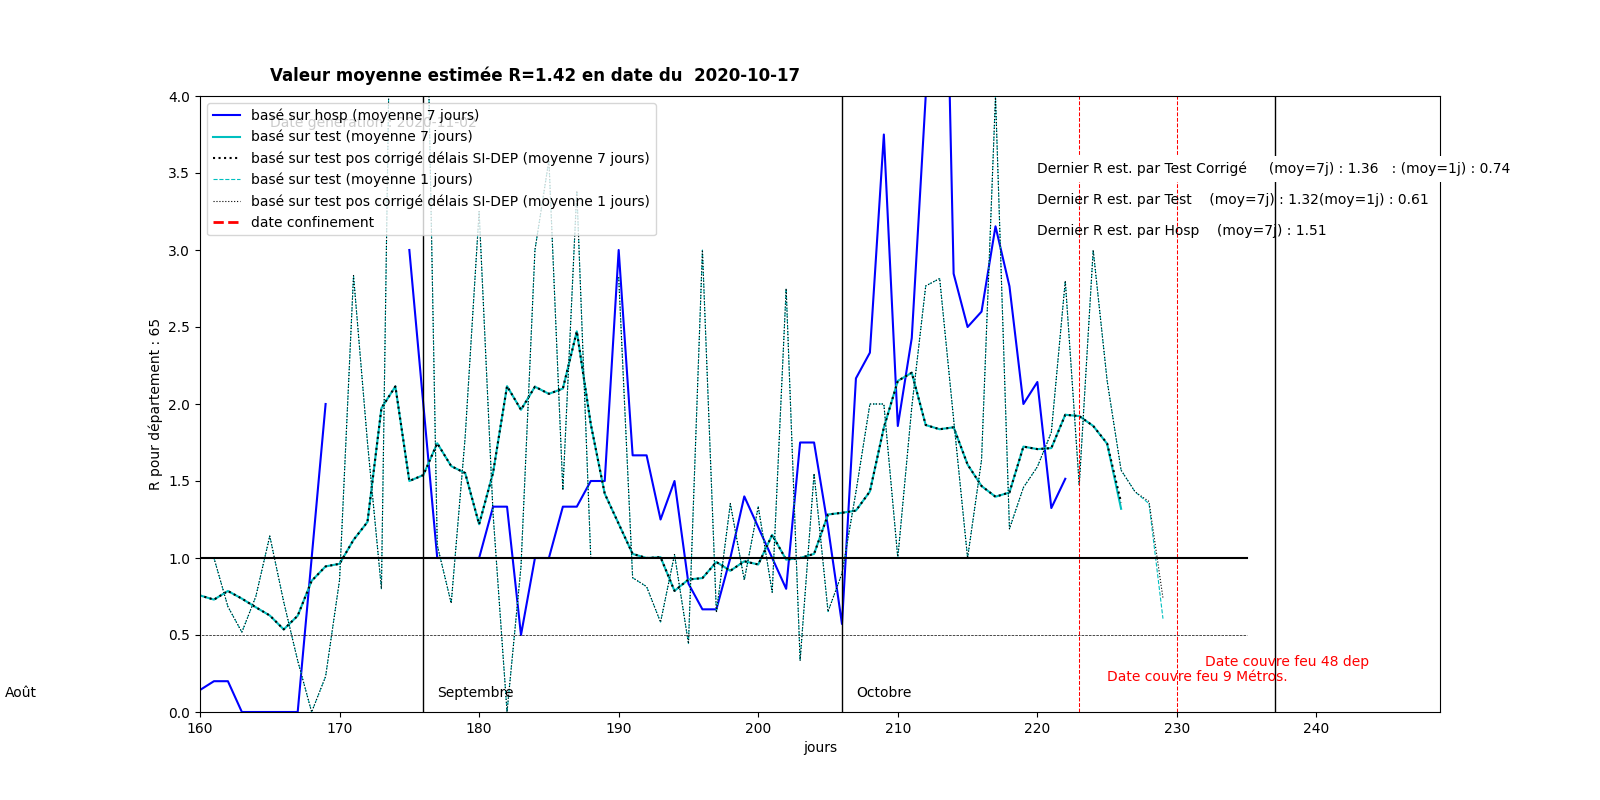 Valeur moyenne estimée R=1.42 en date du  2020-10-17
Date génération : 2020-11-02
basé sur hosp (moyenne 7 jours)
basé sur test (moyenne 7 jours)
basé sur test pos corrigé délais SI-DEP (moyenne 7 jours)
basé sur test (moyenne 1 jours)
basé sur test pos corrigé délais SI-DEP (moyenne 1 jours)
date confinement
Dernier R est. par Test Corrigé     (moy=7j) : 1.36   : (moy=1j) : 0.74
Dernier R est. par Test    (moy=7j) : 1.32(moy=1j) : 0.61
Dernier R est. par Hosp    (moy=7j) : 1.51
4.0
3.5
3.0
2.5
2.0
1.5
1.0
0.5
0.0
R pour département : 65
Date couvre feu 48 dep
Date couvre feu 9 Métros.
Août
Septembre
Octobre
160 170 180 190 200 210 220 230 240
jours